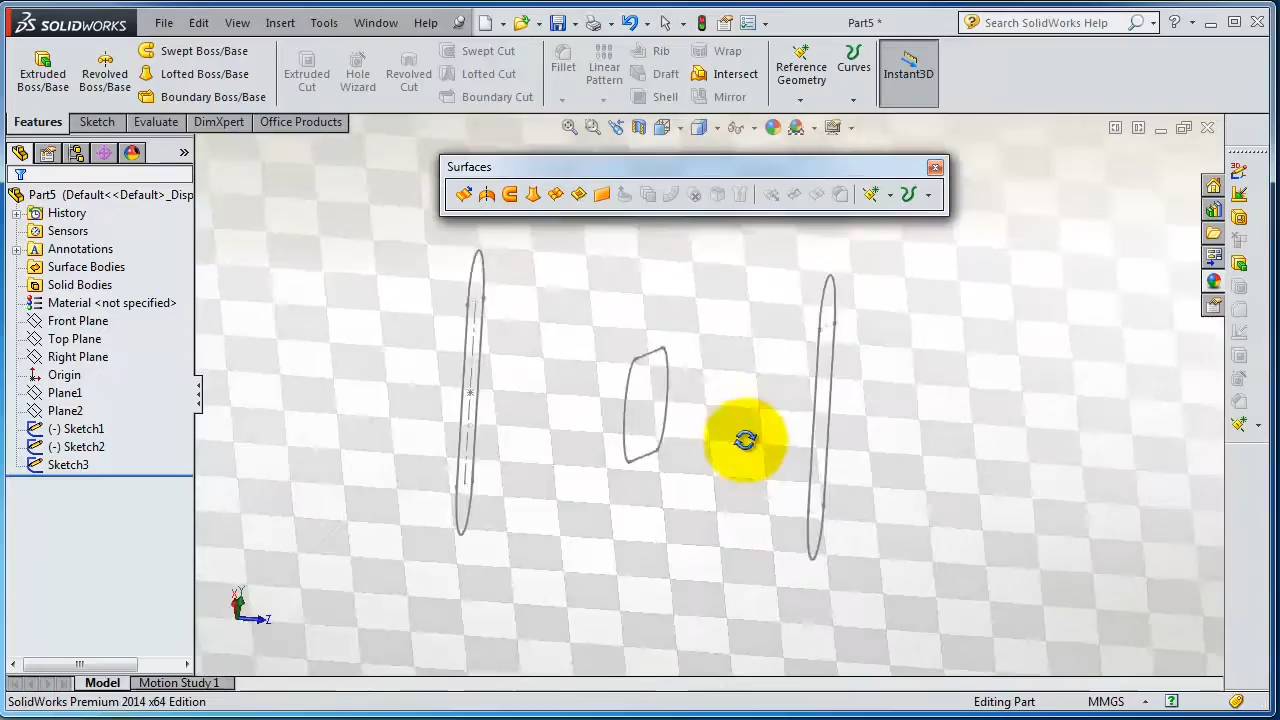 SOLIDWORKS File Edit View Insert Tools Window Help Part5 * Search SolidWorks Help
Extruded Boss/Base
Revolved Boss/Base
Swept Boss/Base
Lofted Boss/Base
Boundary Boss/Base
Extruded Cut
Hole Wizard
Revolved Cut
Swept Cut
Lofted Cut
Boundary Cut
Fillet
Linear Pattern
Rib
Draft
Shell
Wrap
Intersect
Mirror
Reference Geometry
Curves
Instant3D
Features Sketch Evaluate DimXpert Office Products
Surfaces
Part5 (Default<<Default>_Disp
History
Sensors
Annotations
Surface Bodies
Solid Bodies
Material <not specified>
Front Plane
Top Plane
Right Plane
Origin
Plane1
Plane2
(-) Sketch1
(-) Sketch2
Sketch3
Y
X
Z
Model Motion Study 1
SolidWorks Premium 2014 x64 Edition Editing Part MMGS